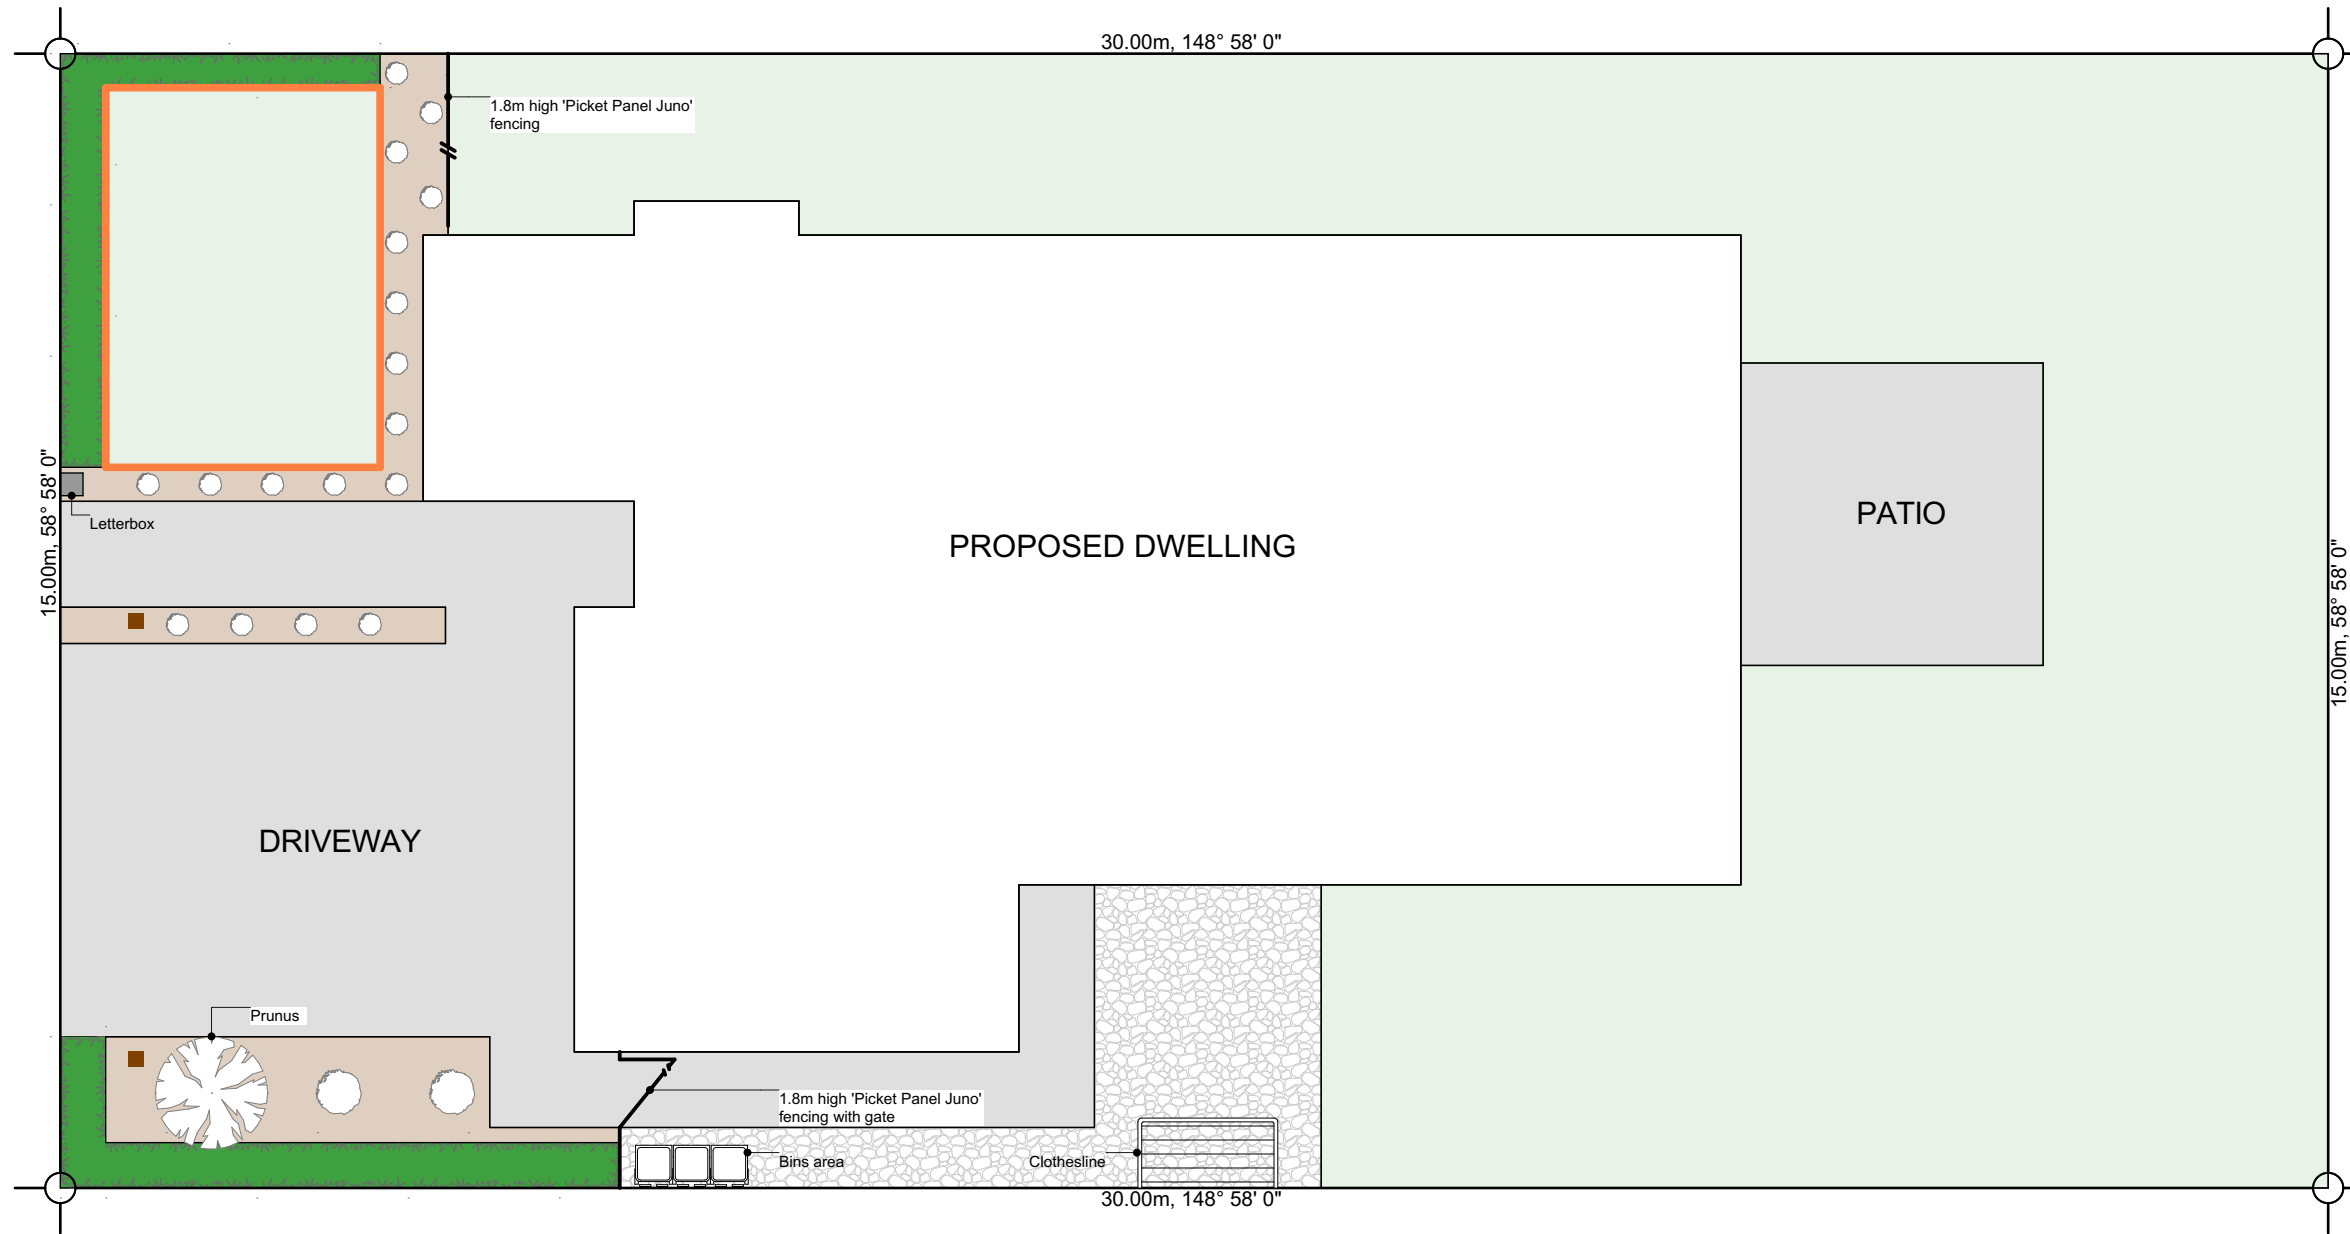 30.00m, 148° 58' 0"
1.8m high 'Picket Panel Juno'
fencing
15.00m, 58° 58' 0"
Letterbox
PROPOSED DWELLING
PATIO
15.00m, 58° 58' 0"
DRIVEWAY
Prunus
1.8m high 'Picket Panel Juno'
fencing with gate
Bins area
Clothesline
30.00m, 148° 58' 0"